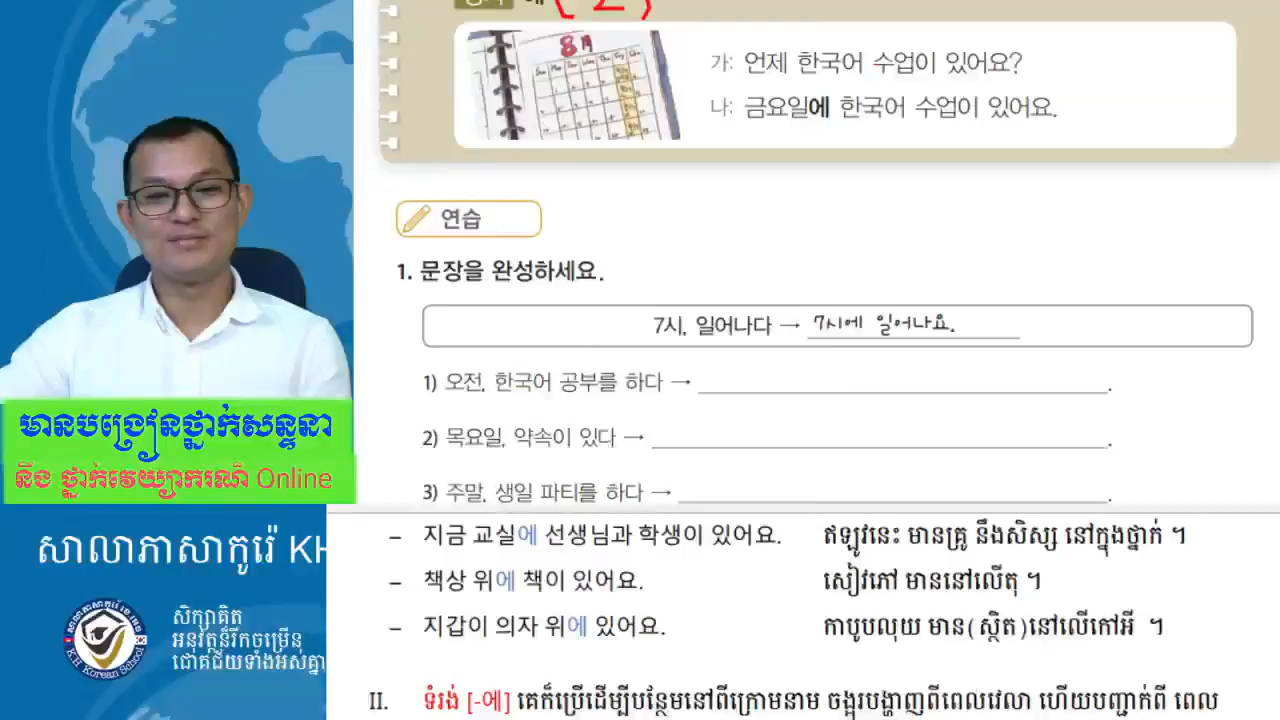 명사 에 ( 2 )
8月
가: 언제 한국어 수업이 있어요?
나: 금요일에 한국어 수업이 있어요.
연습
1. 문장을 완성하세요.
7시, 일어나다 → 7시에 일어나요.
1) 오전, 한국어 공부를 하다 → .
2) 목요일, 약속이 있다 → .
3) 주말, 생일 파티를 하다 → .
មានបង្រៀនថ្នាក់សន្ទនា
និង ថ្នាក់វេយ្យាករណ៍ Online
សាលាភាសាកូរ៉េ KH
សិក្សាគិត
អនុវត្តន៍រីកចម្រើន
ជោគជ័យទាំងអស់គ្នា
K.H Korean School
– 지금 교실에 선생님과 학생이 있어요. ឥឡូវនេះ មានគ្រូ នឹងសិស្ស នៅក្នុងថ្នាក់ ។
– 책상 위에 책이 있어요. សៀវភៅ មាននៅលើតុ ។
– 지갑이 의자 위에 있어요. កាបូបលុយ មាន(ស្ថិត)នៅលើកៅអី ។
II. ទំរង់ [-에] គេក៏ប្រើដើម្បីបន្ថែមនៅពីក្រោមនាម ចង្អុរបង្ហាញពីពេលវេលា ហើយបញ្ជាក់ពី ពេល